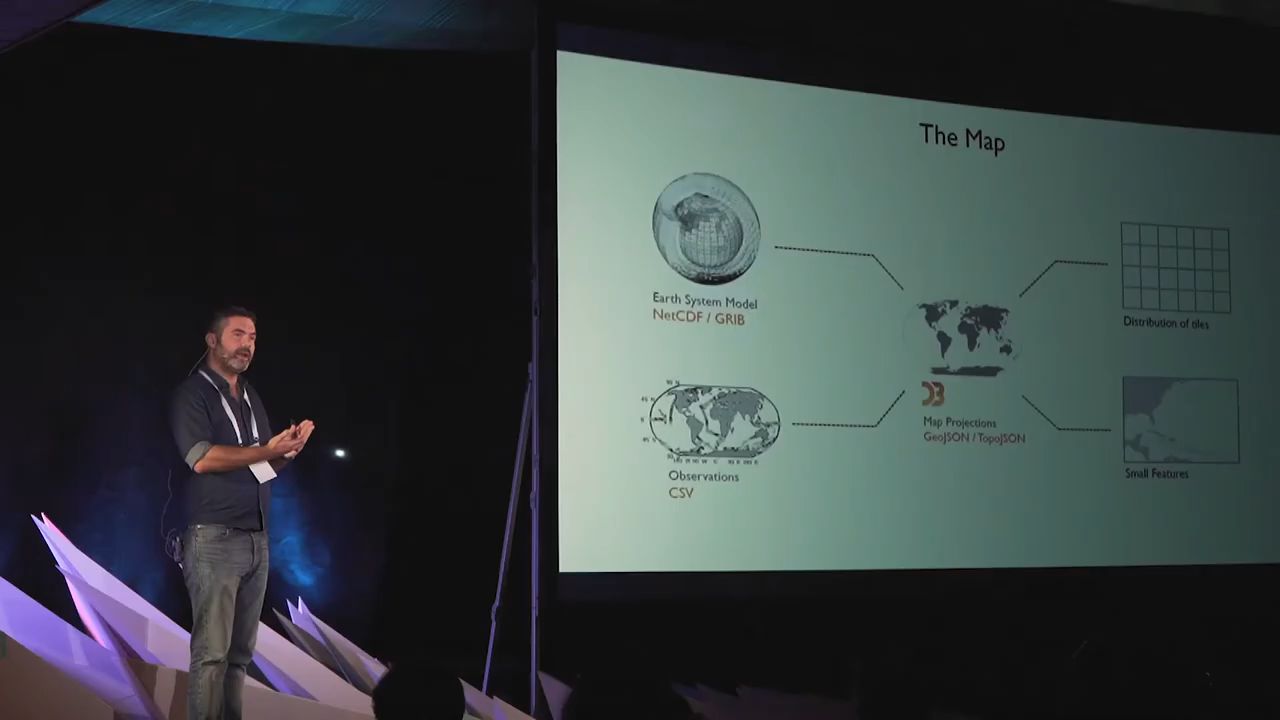 The Map
Earth System Model
NetCDF / GRIB
Observations
CSV
Map Projections
GeoJSON / TopoJSON
Distribution of tiles
Small Features